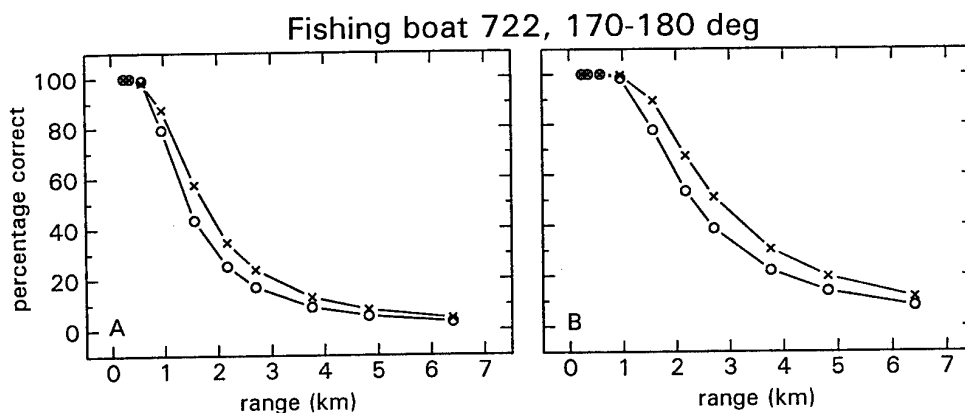 Fishing boat 722, 170-180 deg
percentage correct
100
80
60
40
20
0
A
0 1 2 3 4 5 6 7
range (km)
B
0 1 2 3 4 5 6 7
range (km)